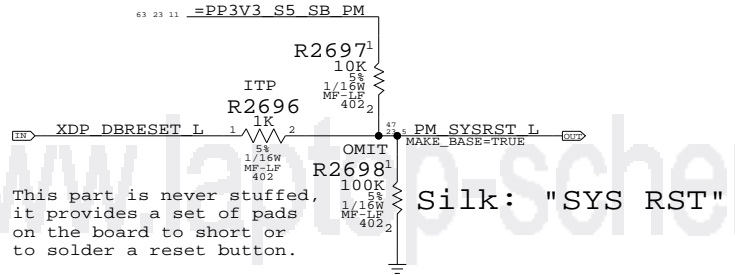 63 23 11 =PP3V3_S5_SB_PM
R2697 1
10K
5%
1/16W
MF-LF
402 2
ITP
R2696
1K
IN XDP_DBRESET_L 1 2
5%
1/16W
MF-LF
402
47
23 5 PM_SYSRST_L OUT
MAKE_BASE=TRUE
OMIT
R2698 1
100K
5%
1/16W
MF-LF
402 2
Silk: "SYS RST"
This part is never stuffed,
it provides a set of pads
on the board to short or
to solder a reset button.
www.laptop-sche